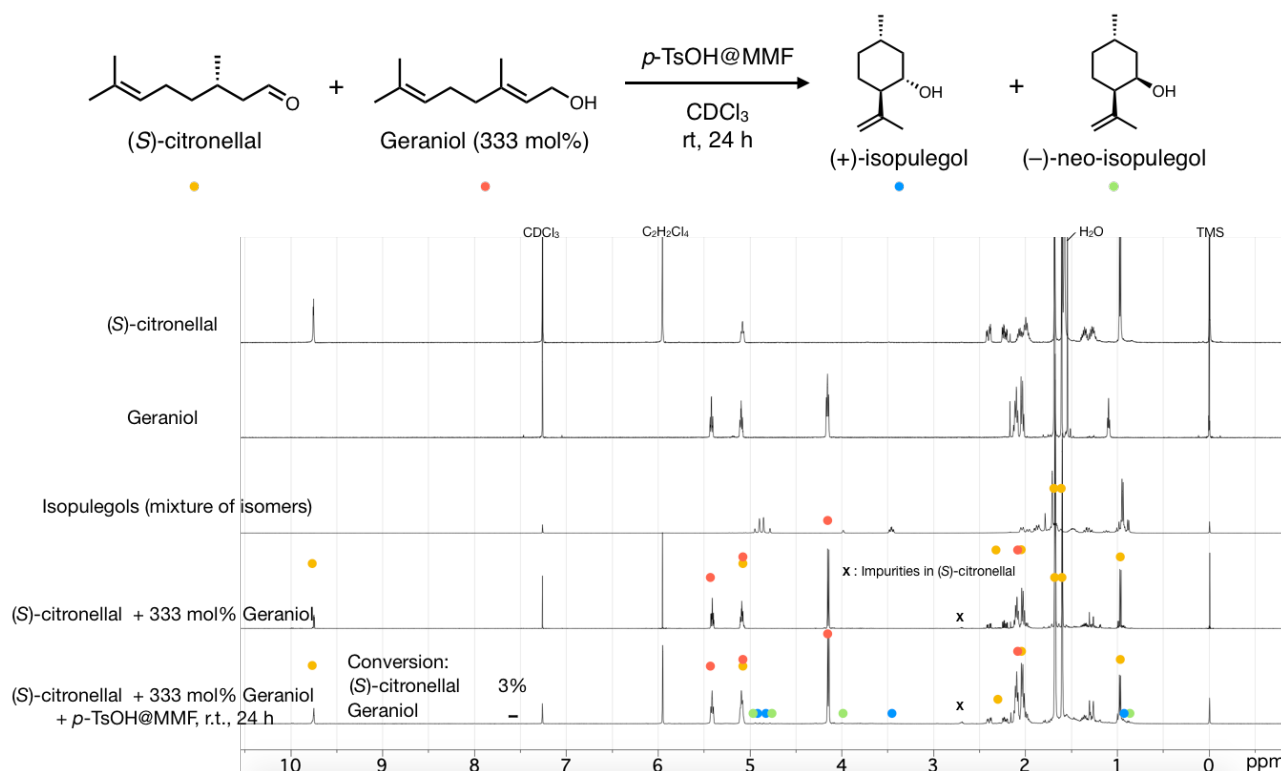 O
+
OH
p-TsOH@MMF
CDCl3
rt, 24 h
OH
+
OH
(S)-citronellal
Geraniol (333 mol%)
(+)-isopulegol
(–)-neo-isopulegol
CDCl3
C2H2Cl4
H2O
TMS
(S)-citronellal
Geraniol
Isopulegols (mixture of isomers)
x : Impurities in (S)-citronellal
(S)-citronellal + 333 mol% Geraniol
x
Conversion:
(S)-citronellal 3%
Geraniol –
(S)-citronellal + 333 mol% Geraniol
+ p-TsOH@MMF, r.t., 24 h
x
10 9 8 7 6 5 4 3 2 1 0 ppm